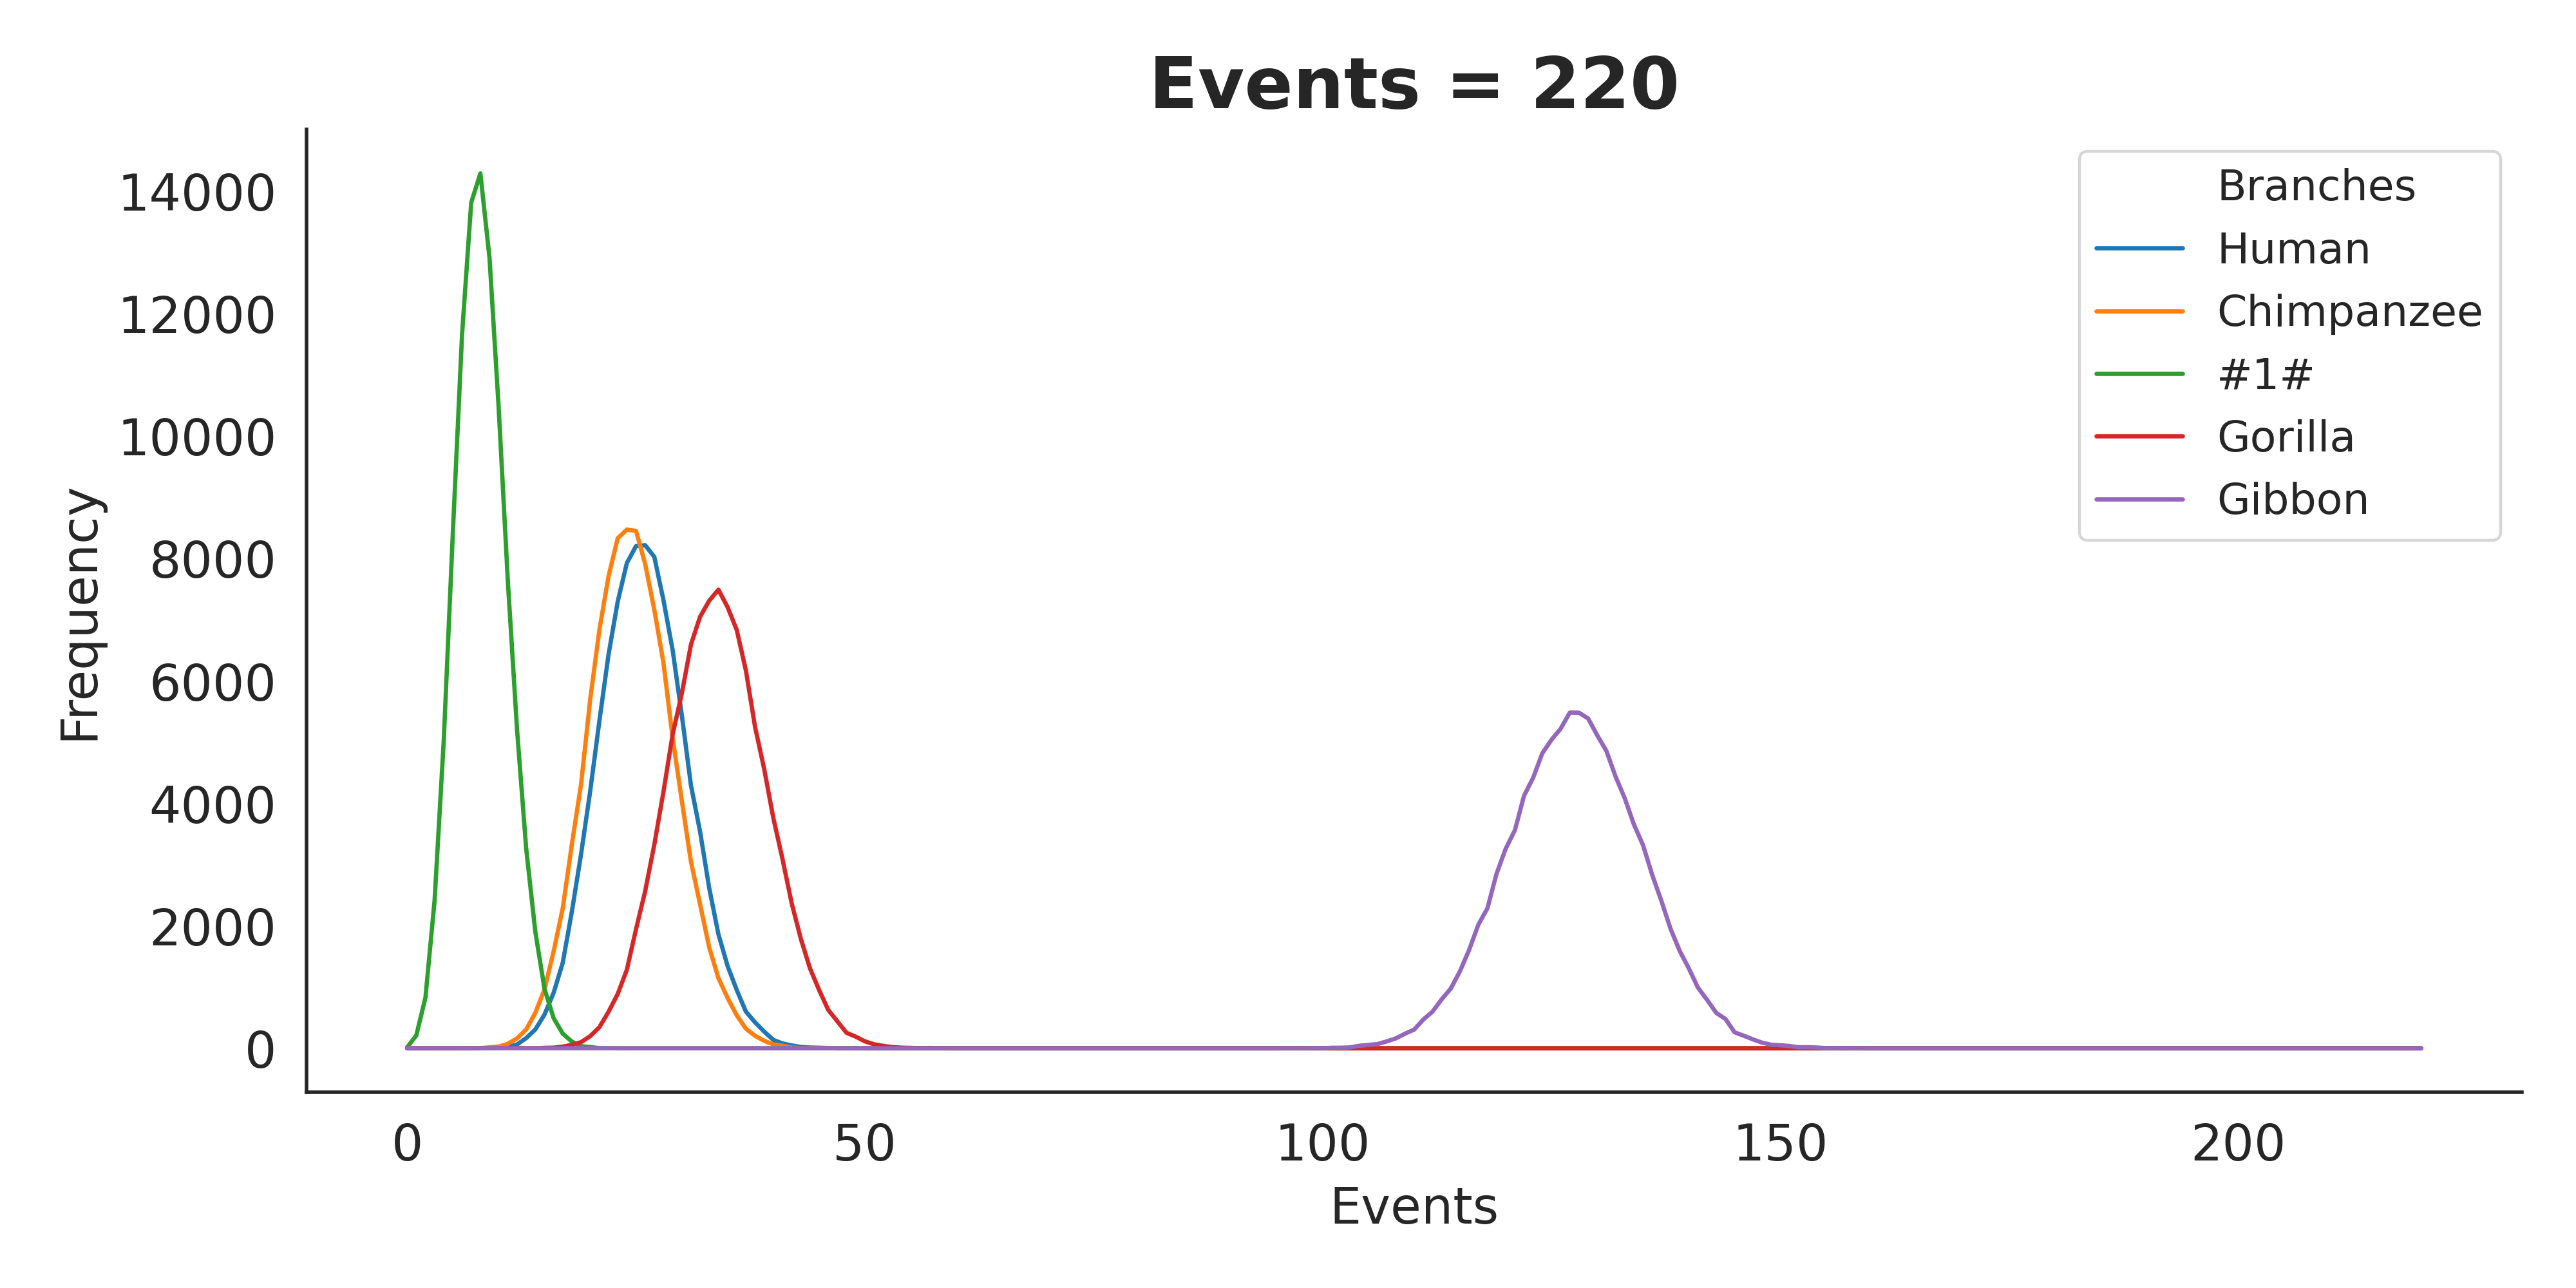 Events = 220
14000
12000
10000
8000
6000
4000
2000
0
Frequency
0 50 100 150 200
Events
Branches
Human
Chimpanzee
#1#
Gorilla
Gibbon